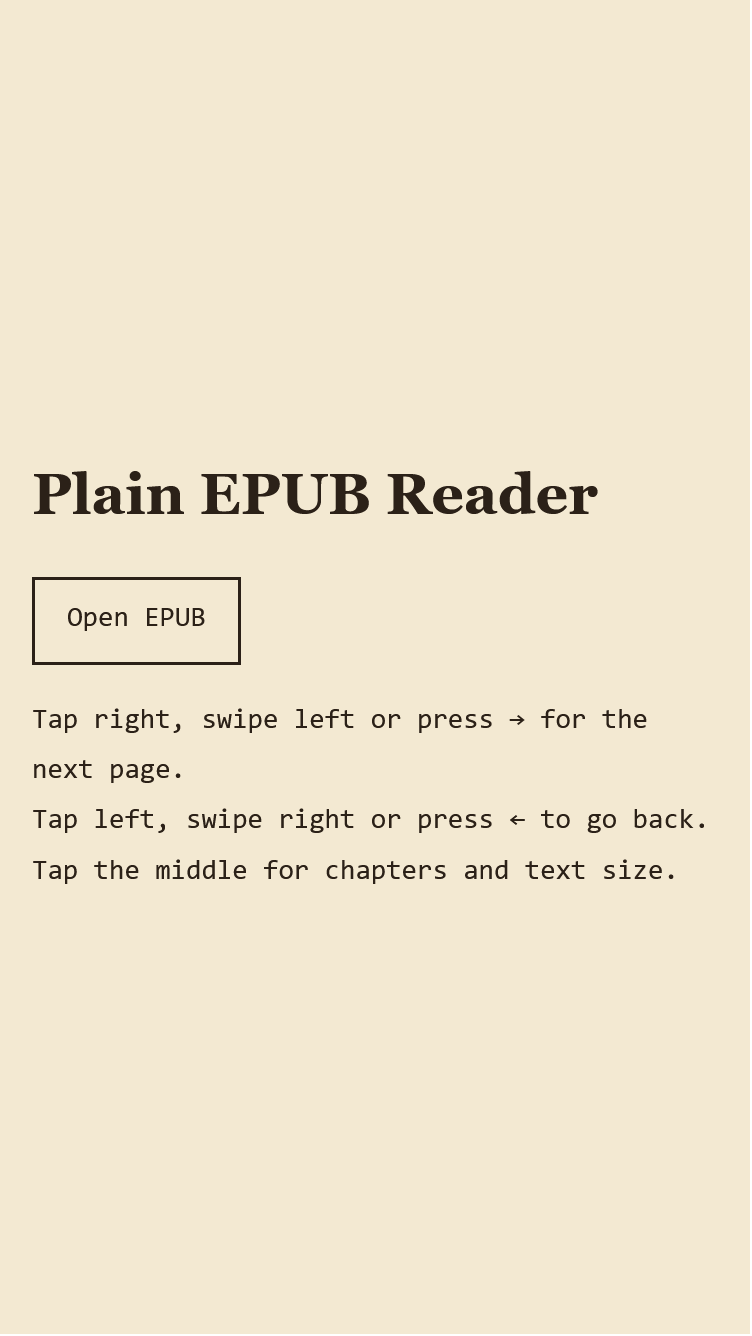 Plain EPUB Reader
Open EPUB
Tap right, swipe left or press → for the
next page.
Tap left, swipe right or press ← to go back.
Tap the middle for chapters and text size.